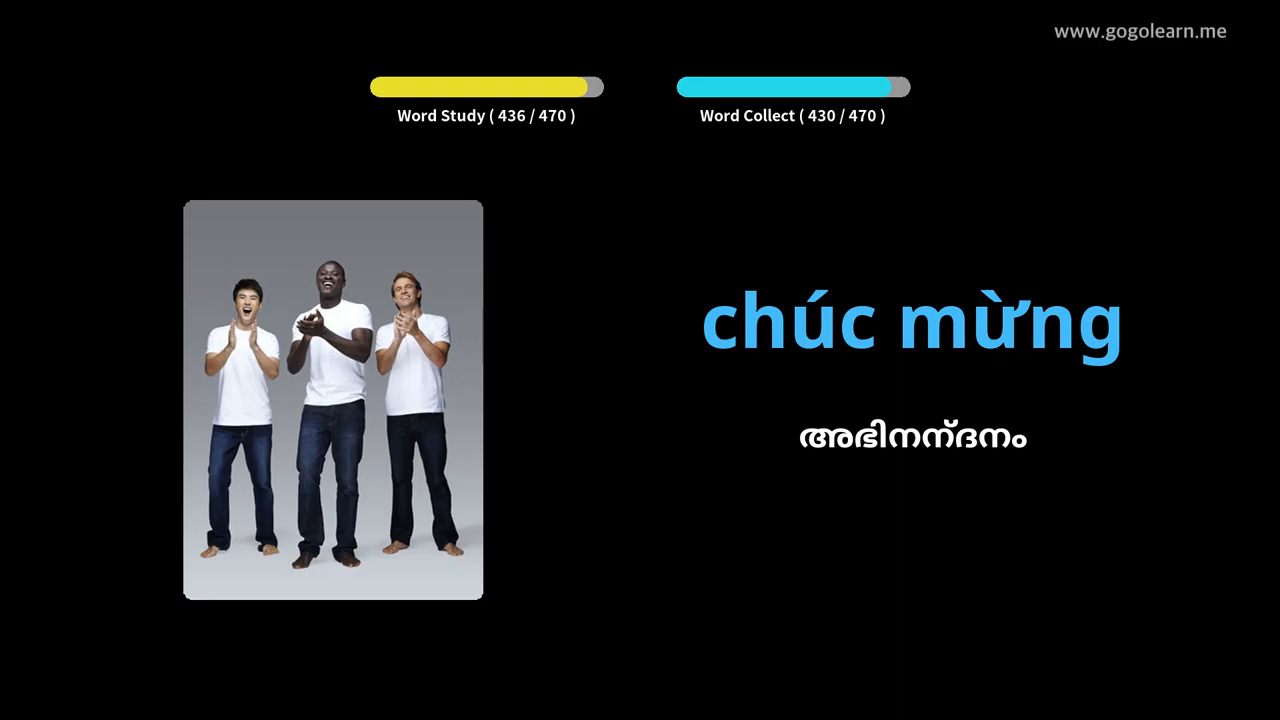 www.gogolearn.me
Word Study ( 436 / 470 )
Word Collect ( 430 / 470 )
chúc mừng
അഭിനന്ദനം